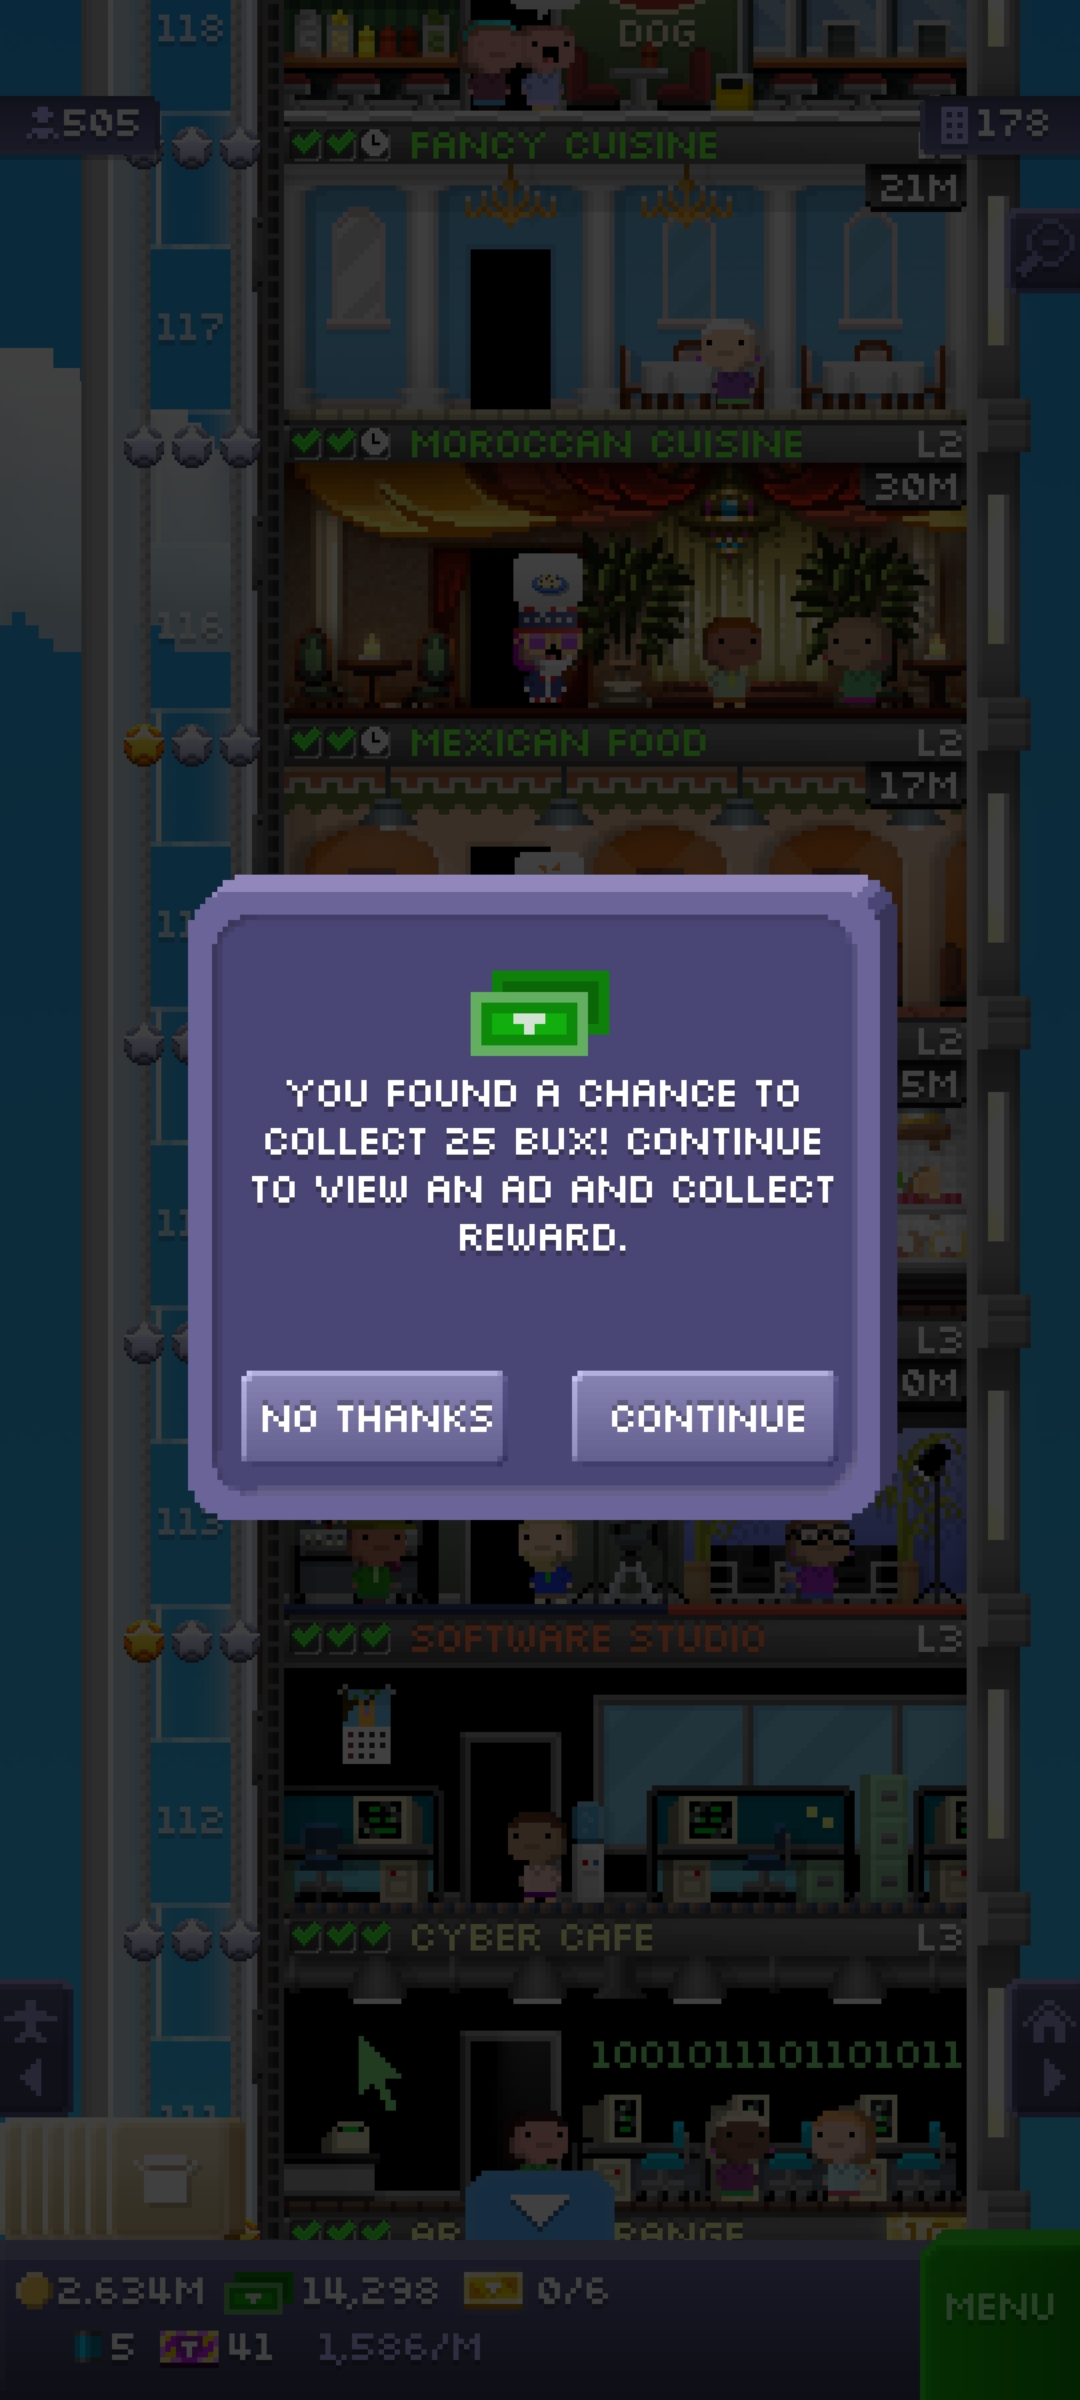 118
DOG
505
178
FANCY CUISINE
21M
117
MOROCCAN CUISINE L2
30M
116
MEXICAN FOOD L2
17M
L2
5M
YOU FOUND A CHANCE TO
COLLECT 25 BUX! CONTINUE
TO VIEW AN AD AND COLLECT
REWARD.
L3
0M
NO THANKS
CONTINUE
113
SOFTWARE STUDIO L3
112
CYBER CAFE L3
1001011101101011
111
RANGE
2.634M 14,298 0/6
MENU
5 41 1,586/M